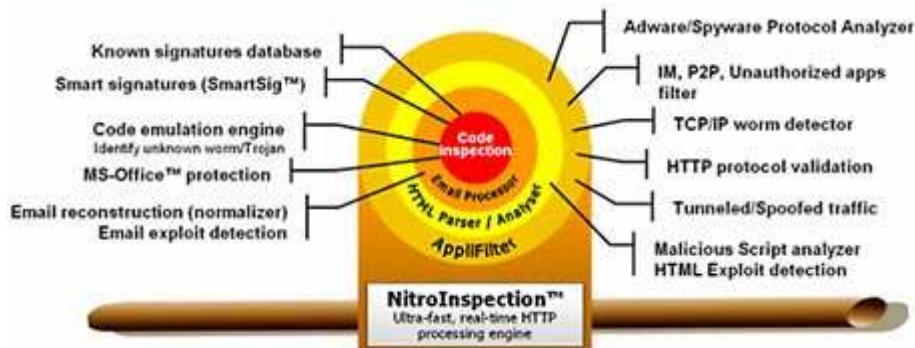 Known signatures database
Smart signatures (SmartSig™)
Code emulation engine
Identify unknown worm/Trojan
MS-Office™ protection
Email reconstruction (normalizer)
Email exploit detection
Code
inspection
Email Processor
HTML Parser / Analyser
AppliFilter
Adware/Spyware Protocol Analyzer
IM, P2P, Unauthorized apps
filter
TCP/IP worm detector
HTTP protocol validation
Tunneled/Spoofed traffic
Malicious Script analyzer
HTML Exploit detection
NitroInspection™
Ultra-fast, real-time HTTP
processing engine